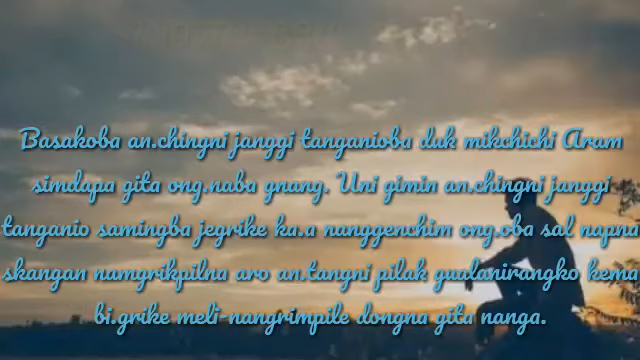 Basakoba an.chingni janggi tanganioba duk mikchichi Aram
simdapa gita ong.naba gnang. Uni gimin an.chingni janggi
tanganio samingba jegrike ka.a nanggenchim ong.oba sal napna
skangan namgrikpilna aro an.tangni pilak gualanirangko kema
bi.grike meli-nangrimpile dongna gita nanga.